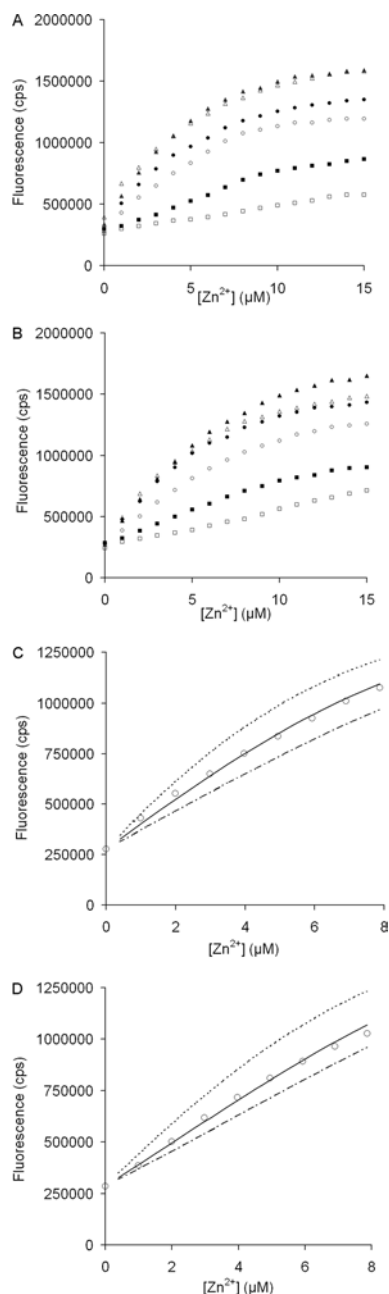 A
Fluorescence (cps)
2000000
1500000
1000000
500000
0
0 5 10 15
[Zn²⁺] (µM)
B
Fluorescence (cps)
2000000
1500000
1000000
500000
0
0 5 10 15
[Zn²⁺] (µM)
C
Fluorescence (cps)
1250000
1000000
750000
500000
250000
0
0 2 4 6 8
[Zn²⁺] (µM)
D
Fluorescence (cps)
1250000
1000000
750000
500000
250000
0
0 2 4 6 8
[Zn²⁺] (µM)